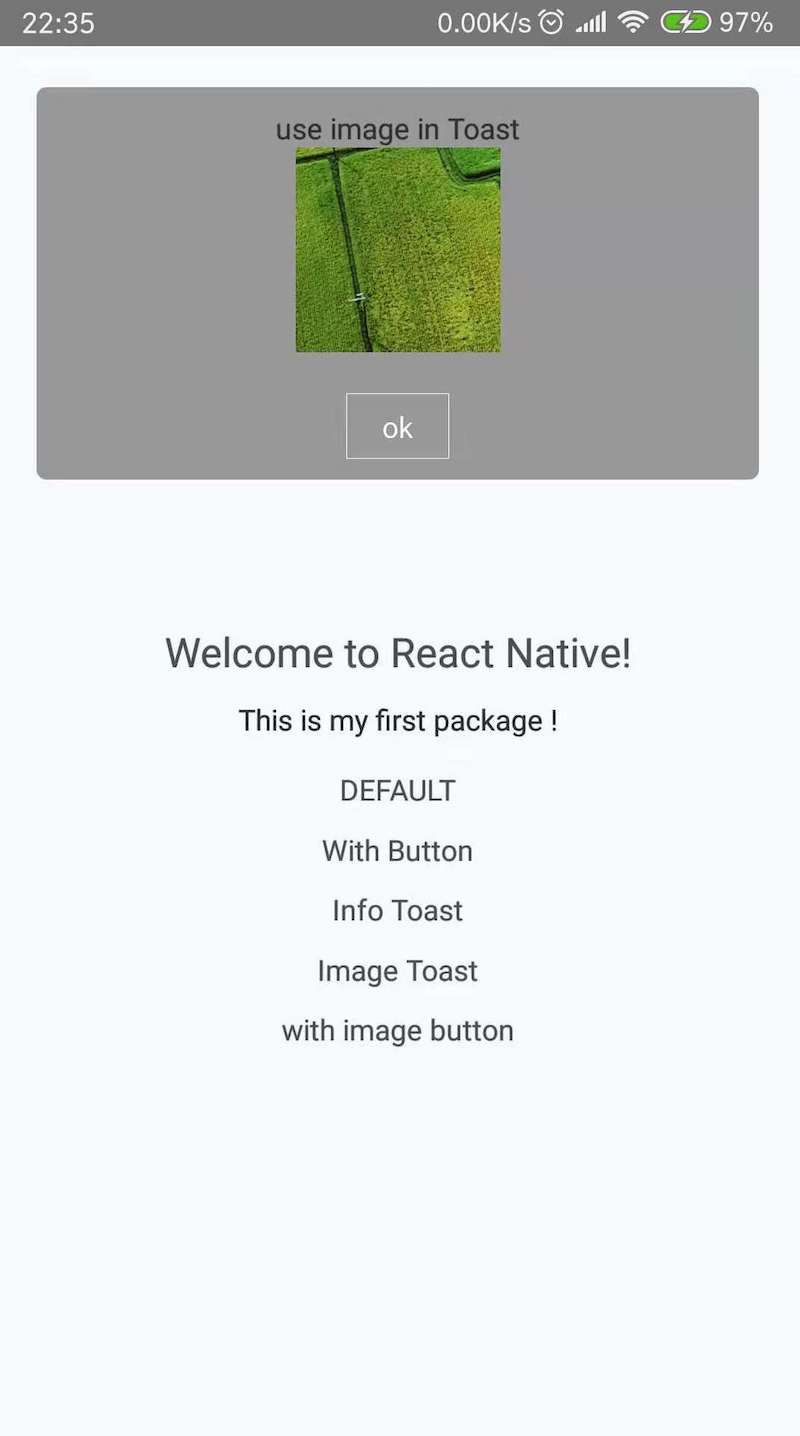 22:35 0.00K/s 97%
use image in Toast
ok
Welcome to React Native!
This is my first package !
DEFAULT
With Button
Info Toast
Image Toast
with image button